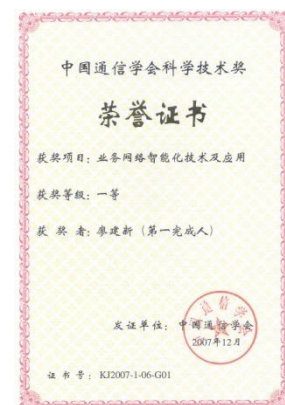 中国通信学会科学技术奖
荣誉证书
获奖项目：业务网络智能化技术及应用
获奖等级：一等
获 奖 者：廖建新（第一完成人）
发证单位：中国通信学会
2007年12月
证 书 号：KJ2007-1-06-G01